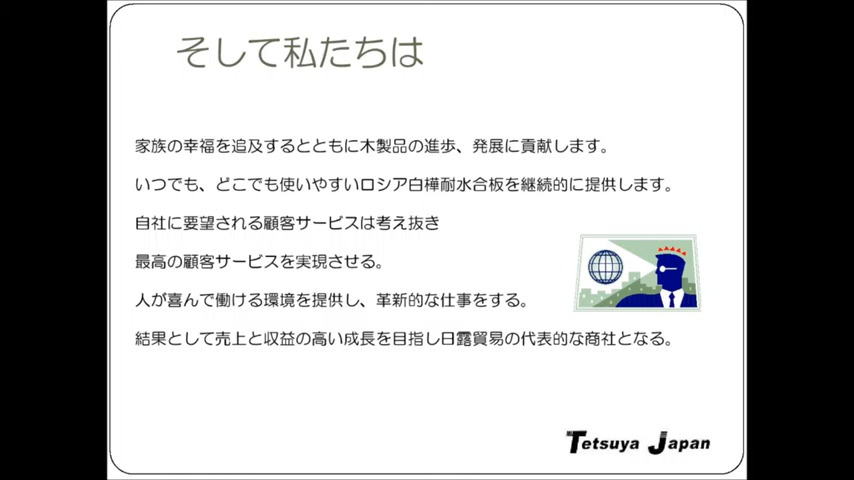 そして私たちは
家族の幸福を追及するとともに木製品の進歩、発展に貢献します。
いつでも、どこでも使いやすいロシア白樺耐水合板を継続的に提供します。
自社に要望される顧客サービスは考え抜き
最高の顧客サービスを実現させる。
人が喜んで働ける環境を提供し、革新的な仕事をする。
結果として売上と収益の高い成長を目指し日露貿易の代表的な商社となる。
Tetsuya Japan